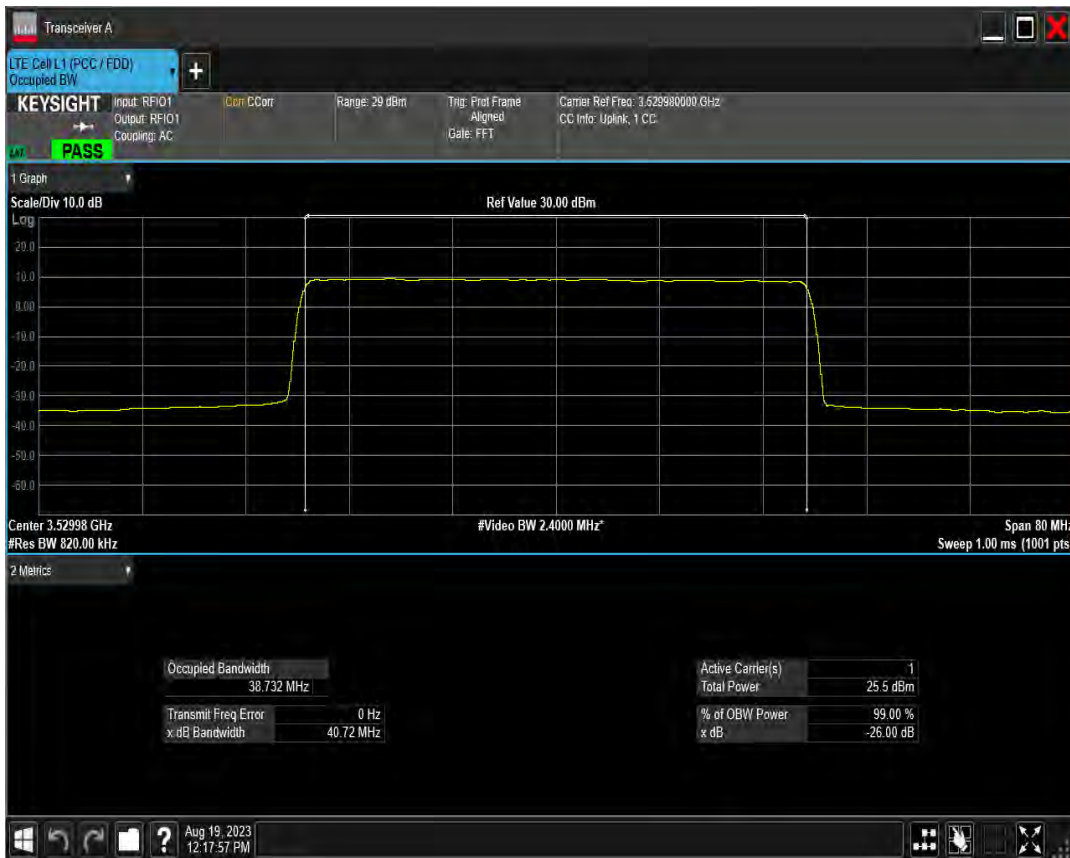 Transceiver A
LTE Cell L1 (PCC / FDD)
Occupied BW
+
KEYSIGHT
Input: RFIO1
Output: RFIO1
Coupling: AC
Corr CCorr
Range: 29 dBm
Trig: Prot Frame
Aligned
Gate: FFT
Carrier Ref Freq: 3.529980000 GHz
CC Info: Uplink, 1 CC
PASS
1 Graph
Scale/Div 10.0 dB
Ref Value 30.00 dBm
Log
20.0
10.0
0.00
-10.0
-20.0
-30.0
-40.0
-50.0
-60.0
Center 3.52998 GHz
#Video BW 2.4000 MHz*
Span 80 MHz
#Res BW 820.00 kHz
Sweep 1.00 ms (1001 pts
2 Metrics
Occupied Bandwidth
38.732 MHz
Transmit Freq Error 0 Hz
x dB Bandwidth 40.72 MHz
Active Carrier(s) 1
Total Power 25.5 dBm
% of OBW Power 99.00 %
x dB -26.00 dB
?
Aug 19, 2023
12:17:57 PM